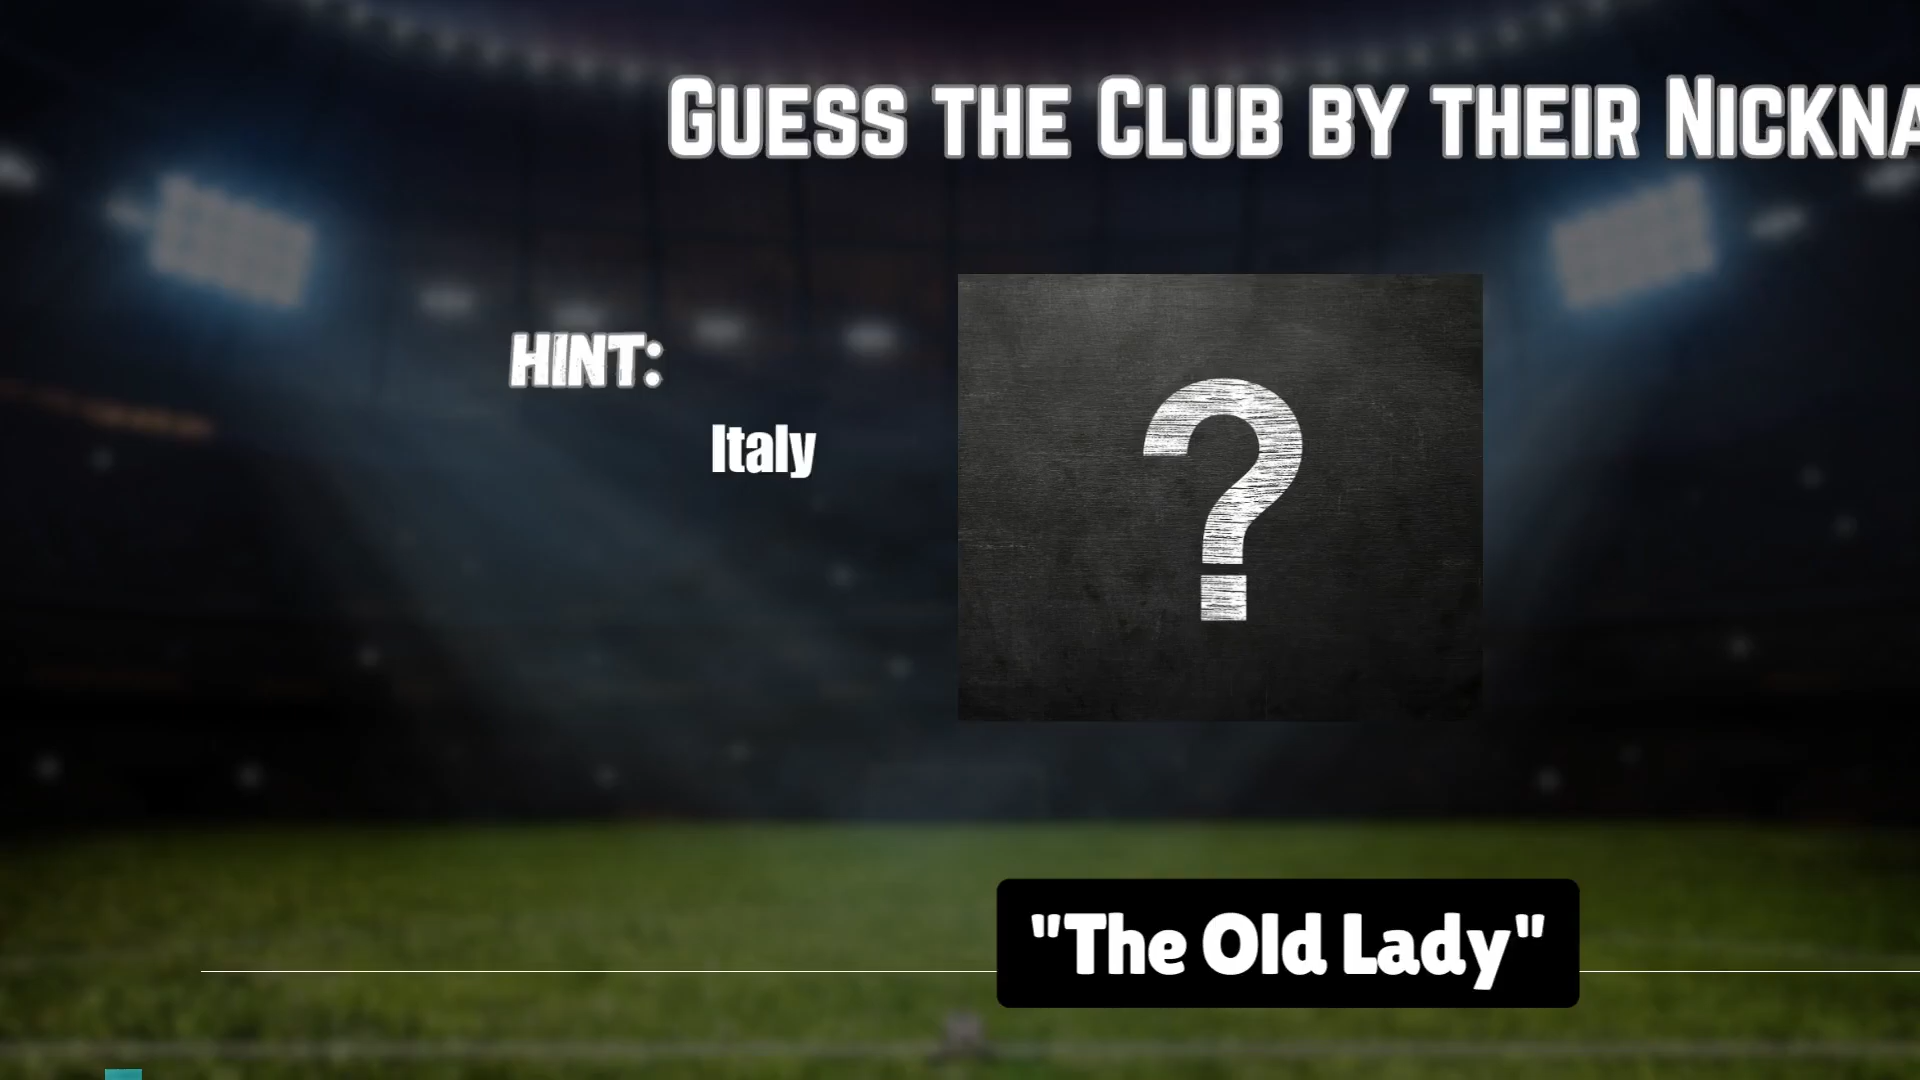 GUESS THE CLUB BY THEIR NICKNA
HINT:
Italy
?
"The Old Lady"